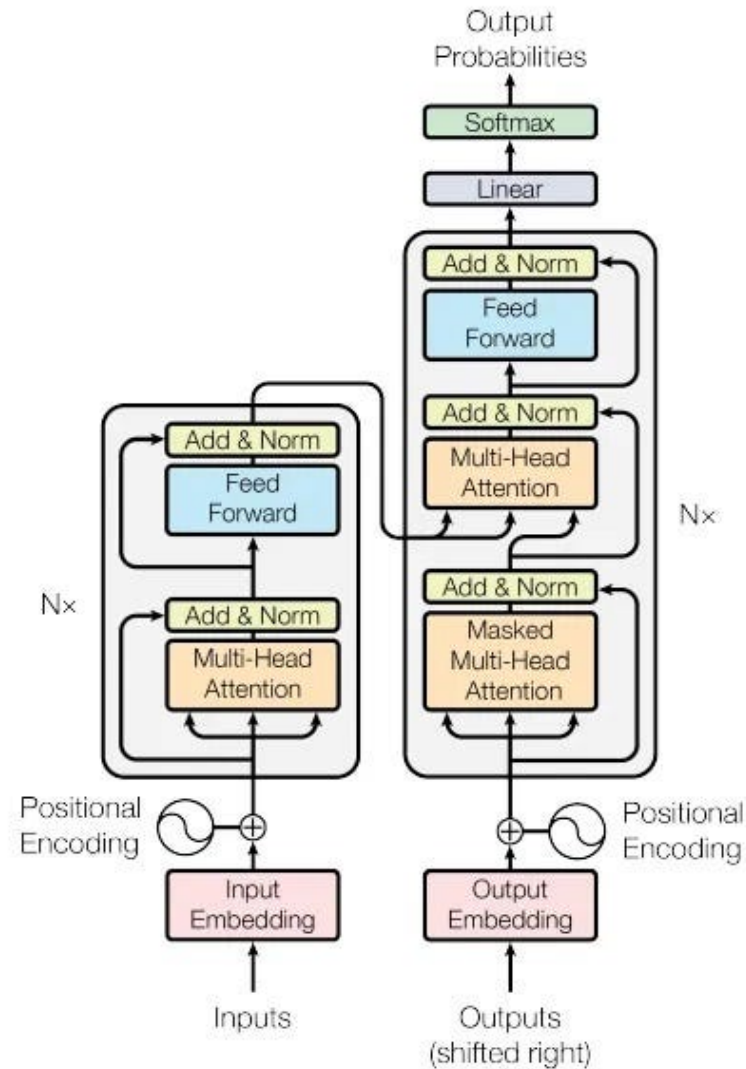 Output
Probabilities
Softmax
Linear
Add & Norm
Feed
Forward
Add & Norm
Multi-Head
Attention
Nx
Add & Norm
Masked
Multi-Head
Attention
Add & Norm
Feed
Forward
Nx
Add & Norm
Multi-Head
Attention
Positional
Encoding
Positional
Encoding
Input
Embedding
Output
Embedding
Inputs
Outputs
(shifted right)